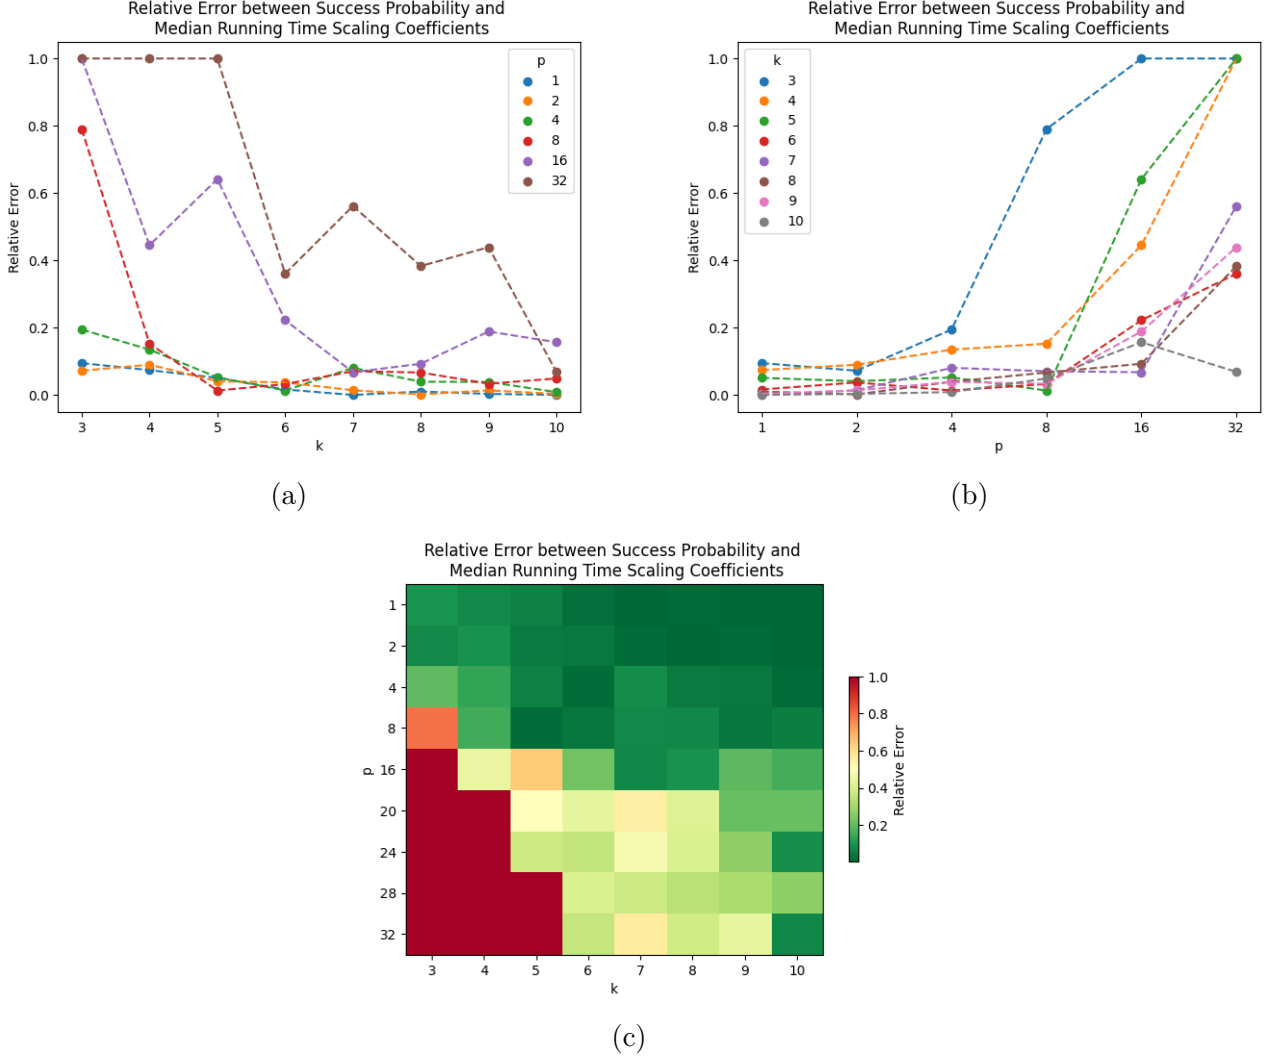 Relative Error between Success Probability and
Median Running Time Scaling Coefficients
Relative Error
1.0
0.8
0.6
0.4
0.2
0.0
p
1
2
4
8
16
32
3 4 5 6 7 8 9 10
k
(a)
Relative Error between Success Probability and
Median Running Time Scaling Coefficients
Relative Error
1.0
0.8
0.6
0.4
0.2
0.0
k
3
4
5
6
7
8
9
10
1 2 4 8 16 32
p
(b)
Relative Error between Success Probability and
Median Running Time Scaling Coefficients
p
1
2
4
8
16
20
24
28
32
3 4 5 6 7 8 9 10
k
1.0
0.8
0.6
0.4
0.2
Relative Error
(c)